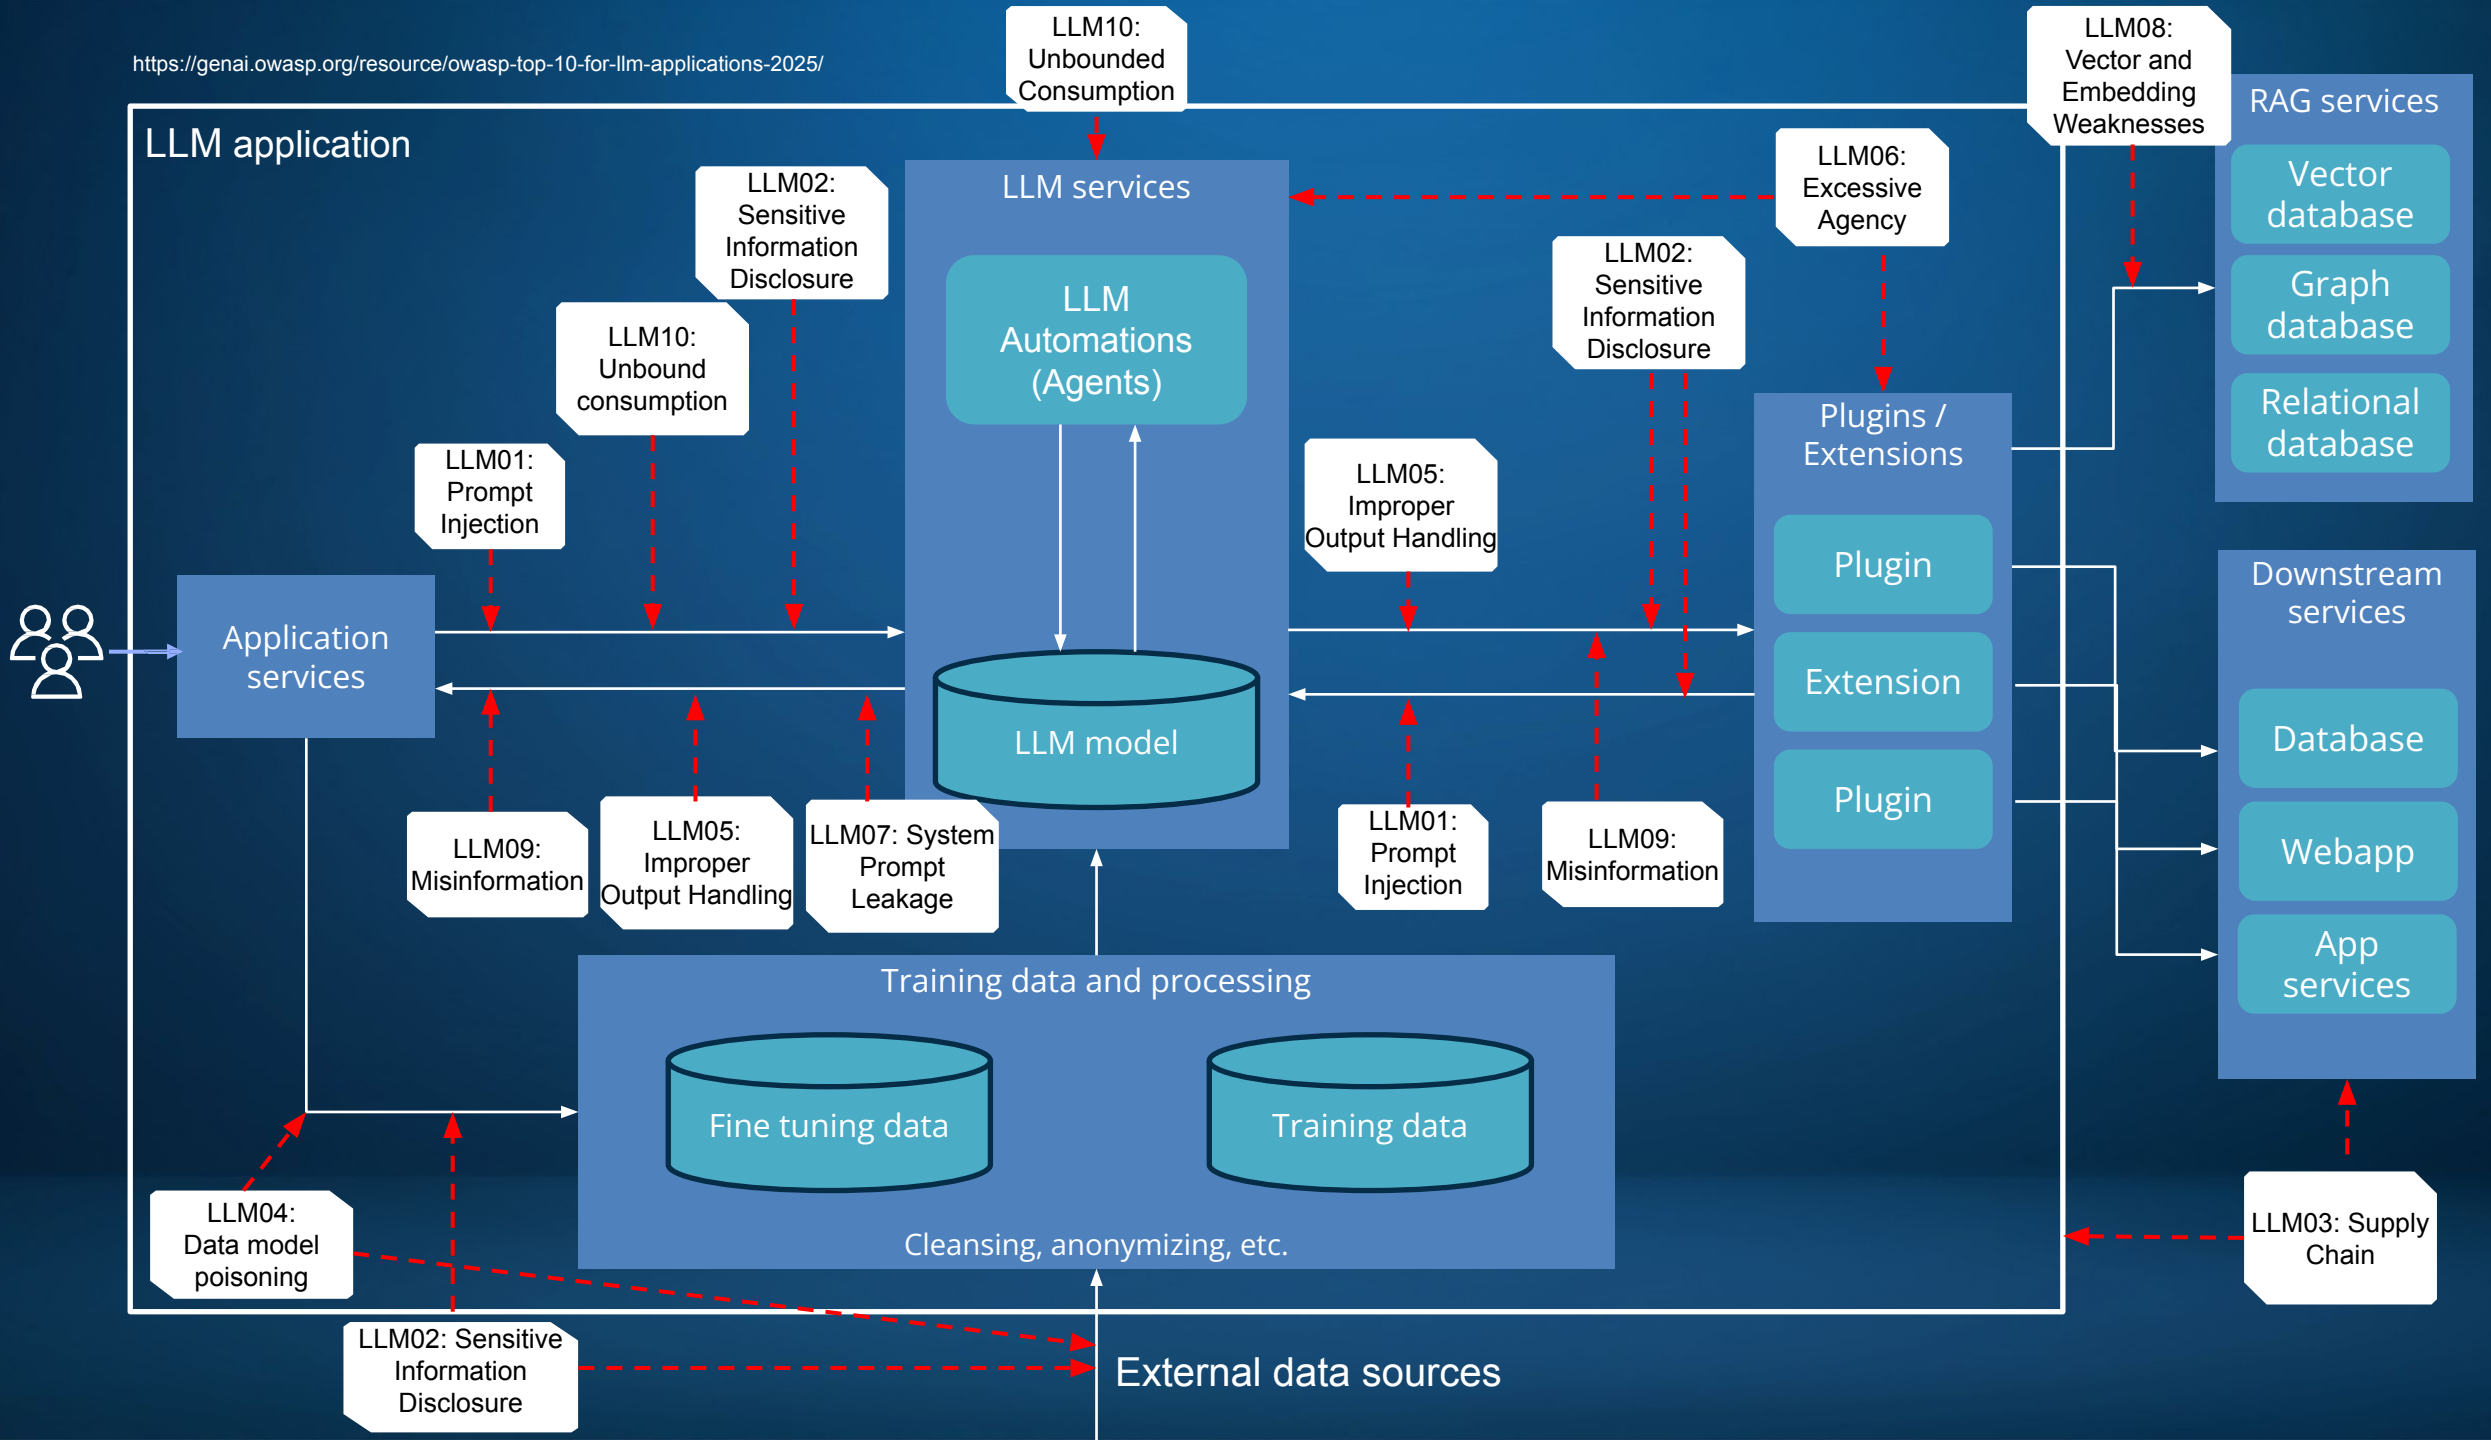 https://genai.owasp.org/resource/owasp-top-10-for-llm-applications-2025/
LLM application
LLM10:
Unbounded
Consumption
LLM08:
Vector and
Embedding
Weaknesses
RAG services
Vector
database
Graph
database
Relational
database
LLM06:
Excessive
Agency
LLM02:
Sensitive
Information
Disclosure
LLM services
LLM
Automations
(Agents)
LLM02:
Sensitive
Information
Disclosure
LLM10:
Unbound
consumption
LLM01:
Prompt
Injection
LLM05:
Improper
Output Handling
Plugins /
Extensions
Plugin
Extension
Plugin
Application
services
LLM model
Downstream
services
Database
Webapp
App
services
LLM09:
Misinformation
LLM05:
Improper
Output Handling
LLM07: System
Prompt
Leakage
LLM01:
Prompt
Injection
LLM09:
Misinformation
Training data and processing
Fine tuning data
Training data
Cleansing, anonymizing, etc.
LLM04:
Data model
poisoning
LLM03: Supply
Chain
LLM02: Sensitive
Information
Disclosure
External data sources